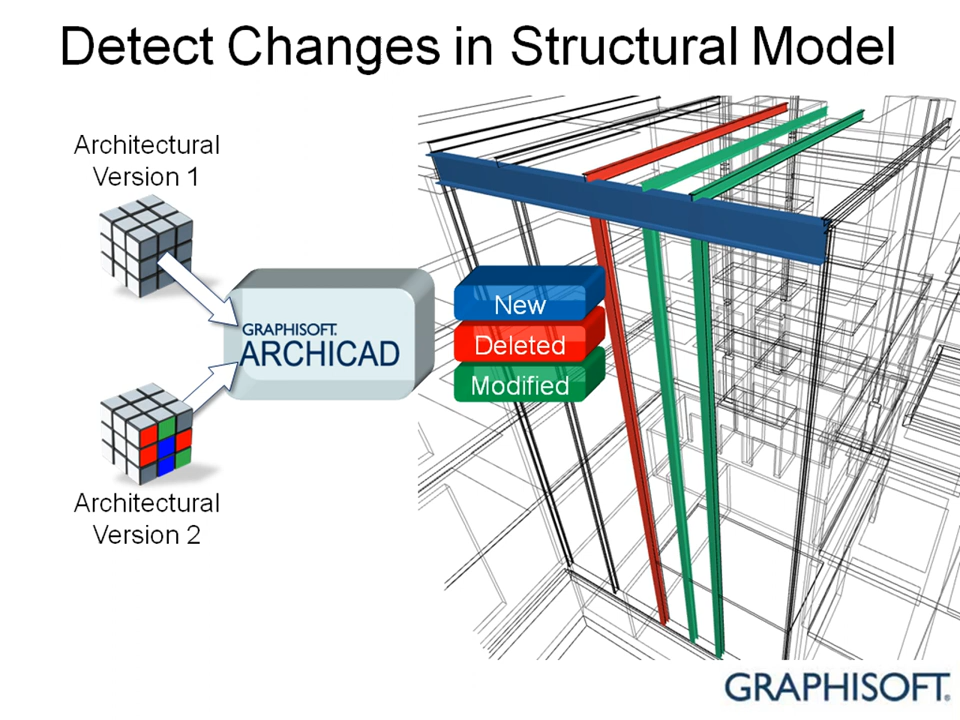 Detect Changes in Structural Model
Architectural
Version 1
GRAPHISOFT.
ARCHICAD
New
Deleted
Modified
Architectural
Version 2
GRAPHISOFT.